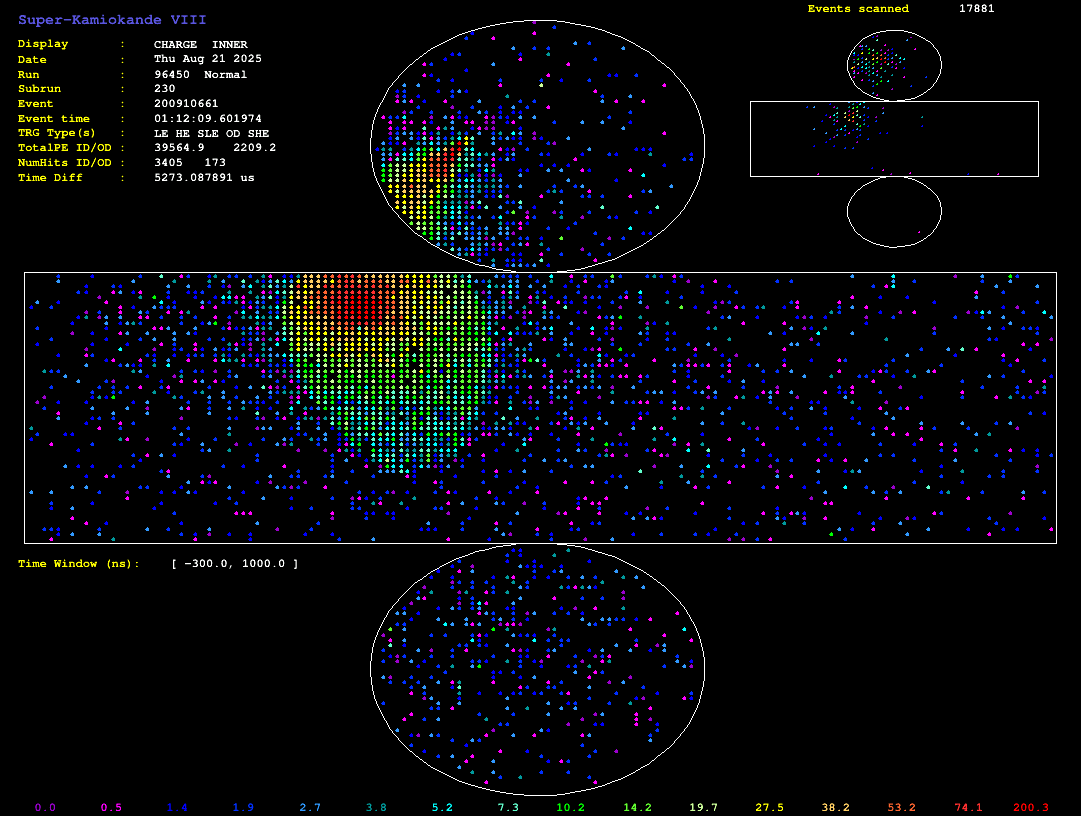 Super-Kamiokande VIII
Events scanned 17881
Display : CHARGE INNER
Date : Thu Aug 21 2025
Run : 96450 Normal
Subrun : 230
Event : 200910661
Event time : 01:12:09.601974
TRG Type(s) : LE HE SLE OD SHE
TotalPE ID/OD : 39564.9 2209.2
NumHits ID/OD : 3405 173
Time Diff : 5273.087891 us
Time Window (ns): [ -300.0, 1000.0 ]
0.0 0.5 1.4 1.9 2.7 3.8 5.2 7.3 10.2 14.2 19.7 27.5 38.2 53.2 74.1 200.3